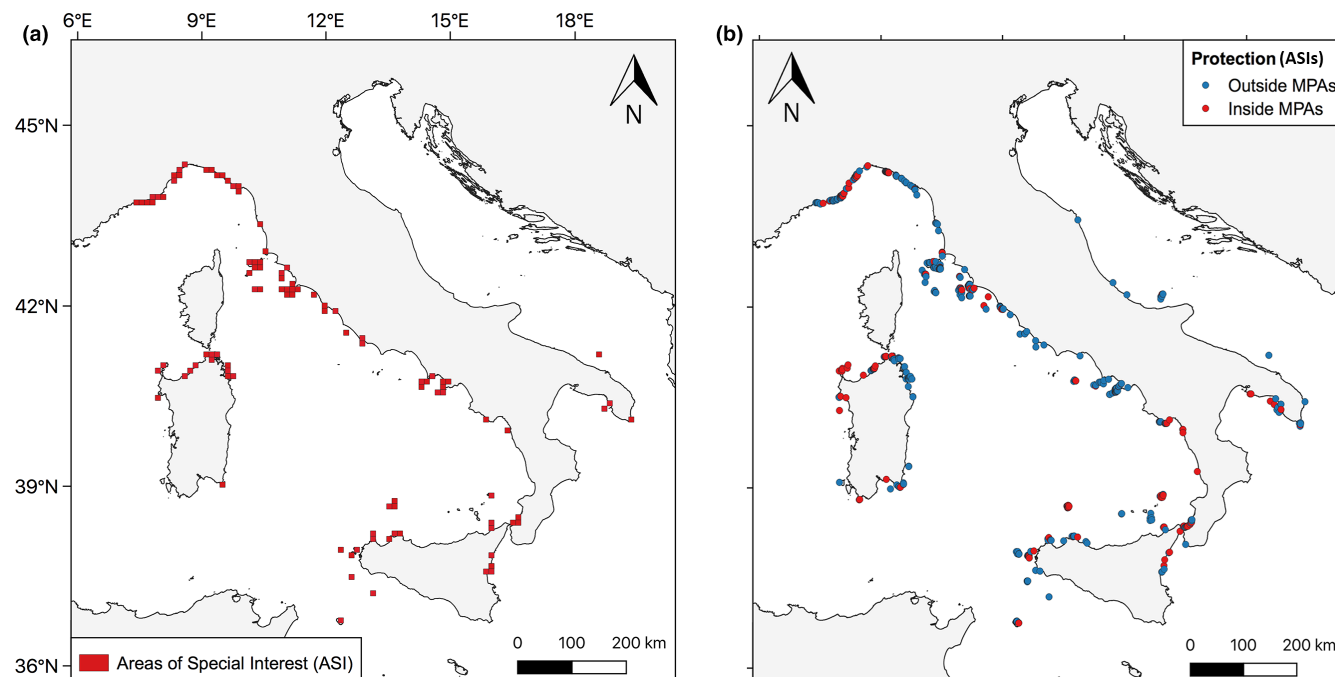 6°E 9°E 12°E 15°E 18°E
(a)
45°N
42°N
39°N
36°N
N
Areas of Special Interest (ASI)
0 100 200 km
(b)
N
Protection (ASIs)
Outside MPAs
Inside MPAs
0 100 200 km